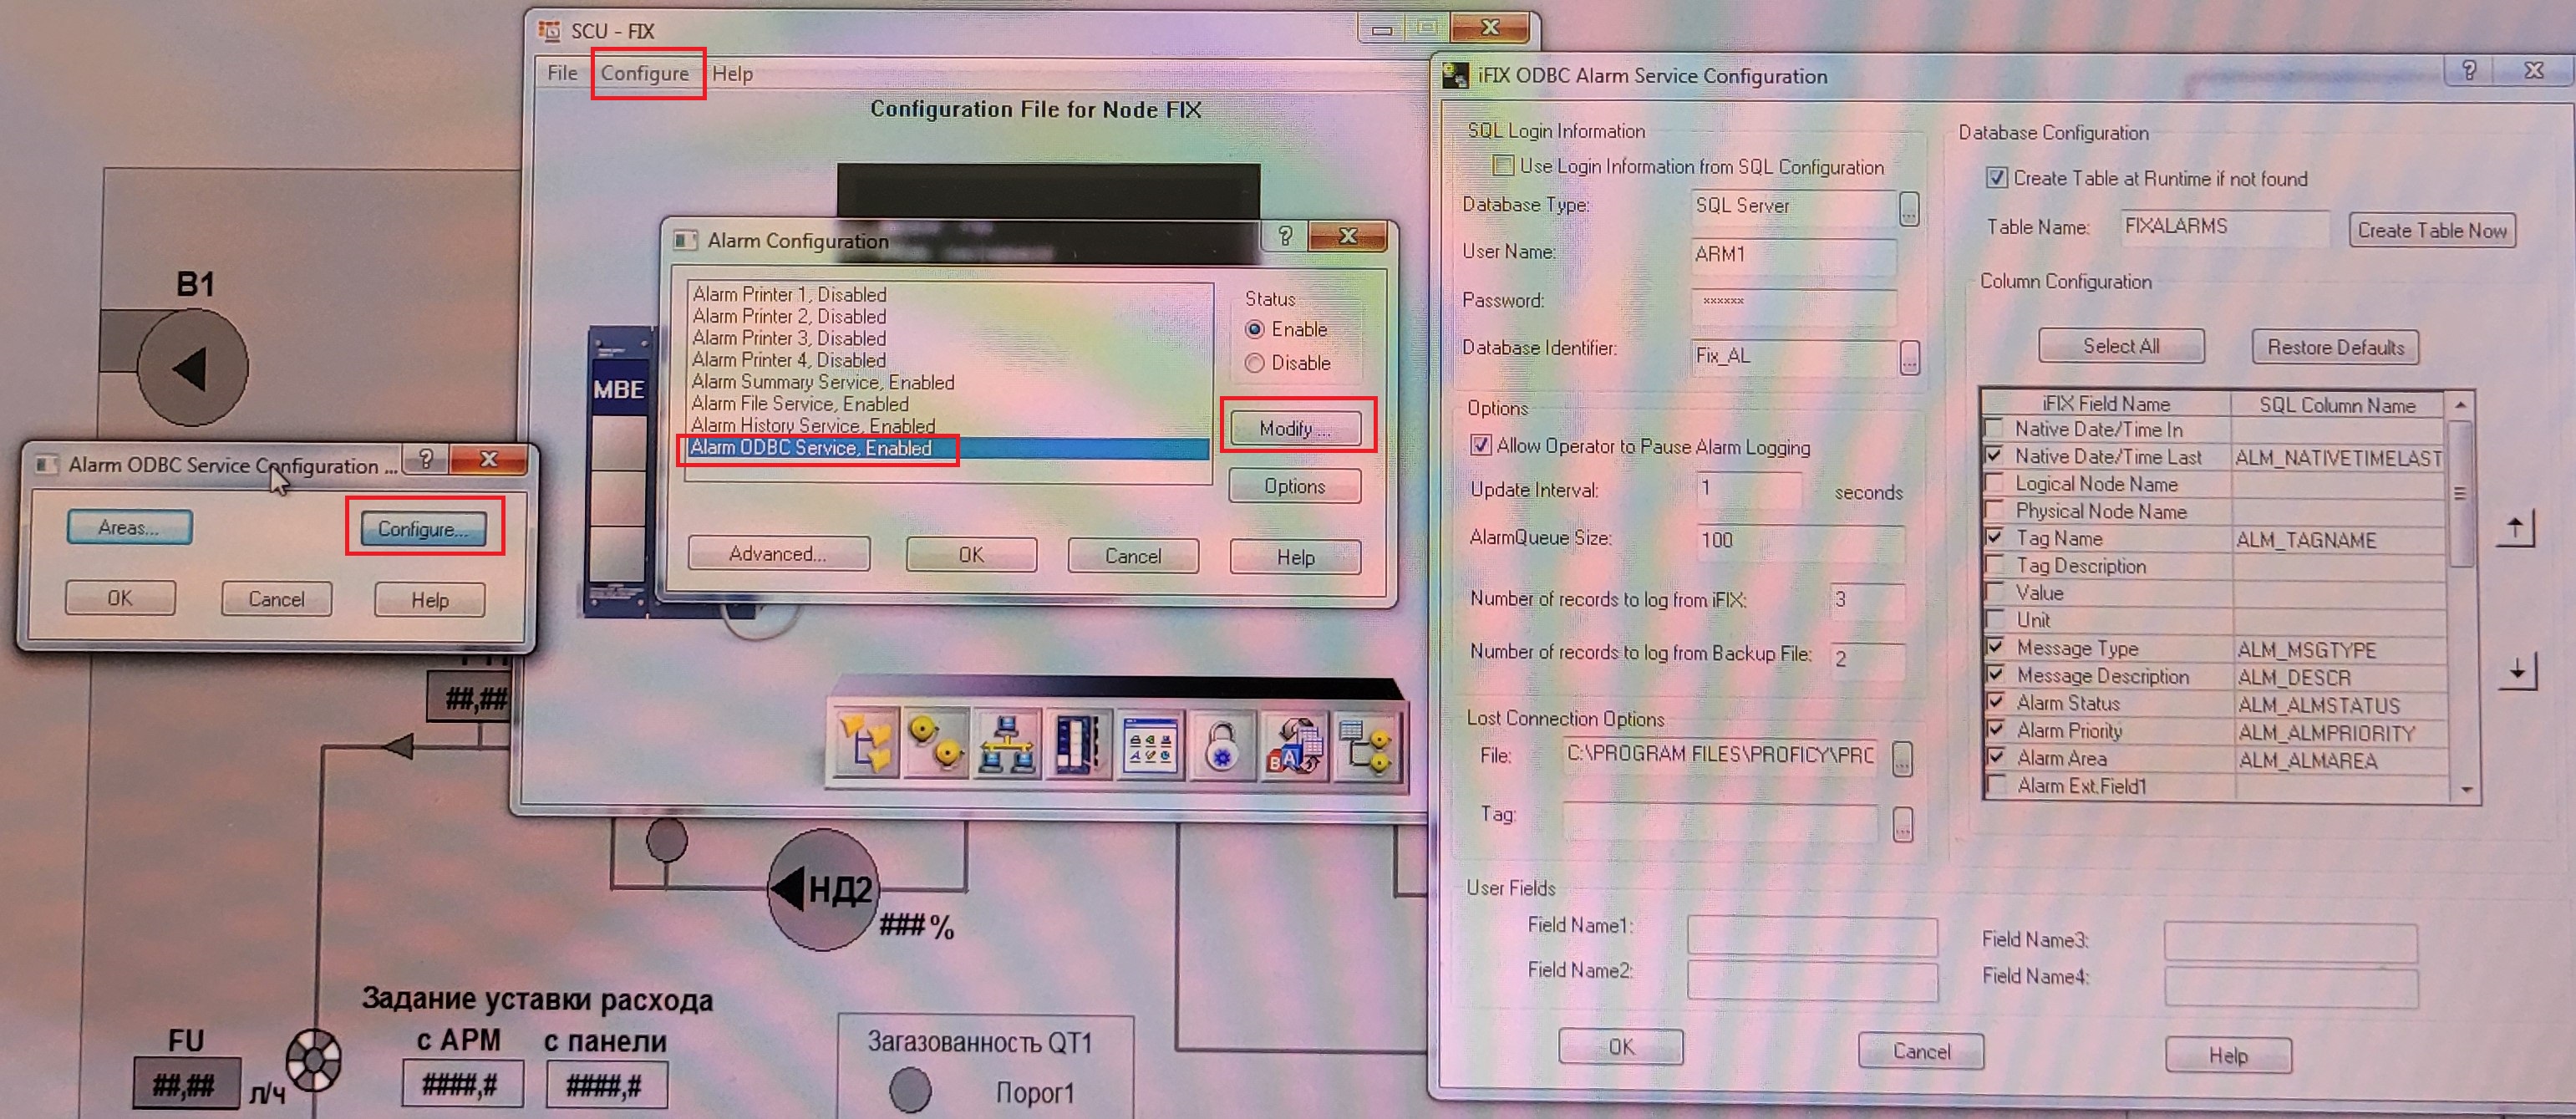 SCU - FIX
File Configure Help
Configuration File for Node FIX
MBE
Alarm Configuration
Alarm Printer 1, Disabled
Alarm Printer 2, Disabled
Alarm Printer 3, Disabled
Alarm Printer 4, Disabled
Alarm Summary Service, Enabled
Alarm File Service, Enabled
Alarm History Service, Enabled
Alarm ODBC Service, Enabled
Status
Enable
Disable
Modify ...
Options
Advanced... OK Cancel Help
Alarm ODBC Service Configuration ...
Areas... Configure...
OK Cancel Help
iFIX ODBC Alarm Service Configuration
SQL Login Information
Use Login Information from SQL Configuration
Database Type: SQL Server ...
User Name: ARM1
Password: ××××××
Database Identifier: Fix_AL ...
Options
Allow Operator to Pause Alarm Logging
Update Interval: 1 seconds
AlarmQueue Size: 100
Number of records to log from iFIX: 3
Number of records to log from Backup File: 2
Lost Connection Options
File: C:\PROGRAM FILES\PROFICY\PRC ...
Tag: ...
Database Configuration
Create Table at Runtime if not found
Table Name: FIXALARMS Create Table Now
Column Configuration
Select All Restore Defaults
iFIX Field Name SQL Column Name
Native Date/Time In
Native Date/Time Last ALM_NATIVETIMELAST
Logical Node Name
Physical Node Name
Tag Name ALM_TAGNAME
Tag Description
Value
Unit
Message Type ALM_MSGTYPE
Message Description ALM_DESCR
Alarm Status ALM_ALMSTATUS
Alarm Priority ALM_ALMPRIORITY
Alarm Area ALM_ALMAREA
Alarm Ext.Field1
User Fields
Field Name1:
Field Name2:
Field Name3:
Field Name4:
OK Cancel Help
В1
##,##
НД2
###%
Задание уставки расхода
с АРМ с панели
####,# ####,#
FU
##,## л/ч
Загазованность QT1
Порог1